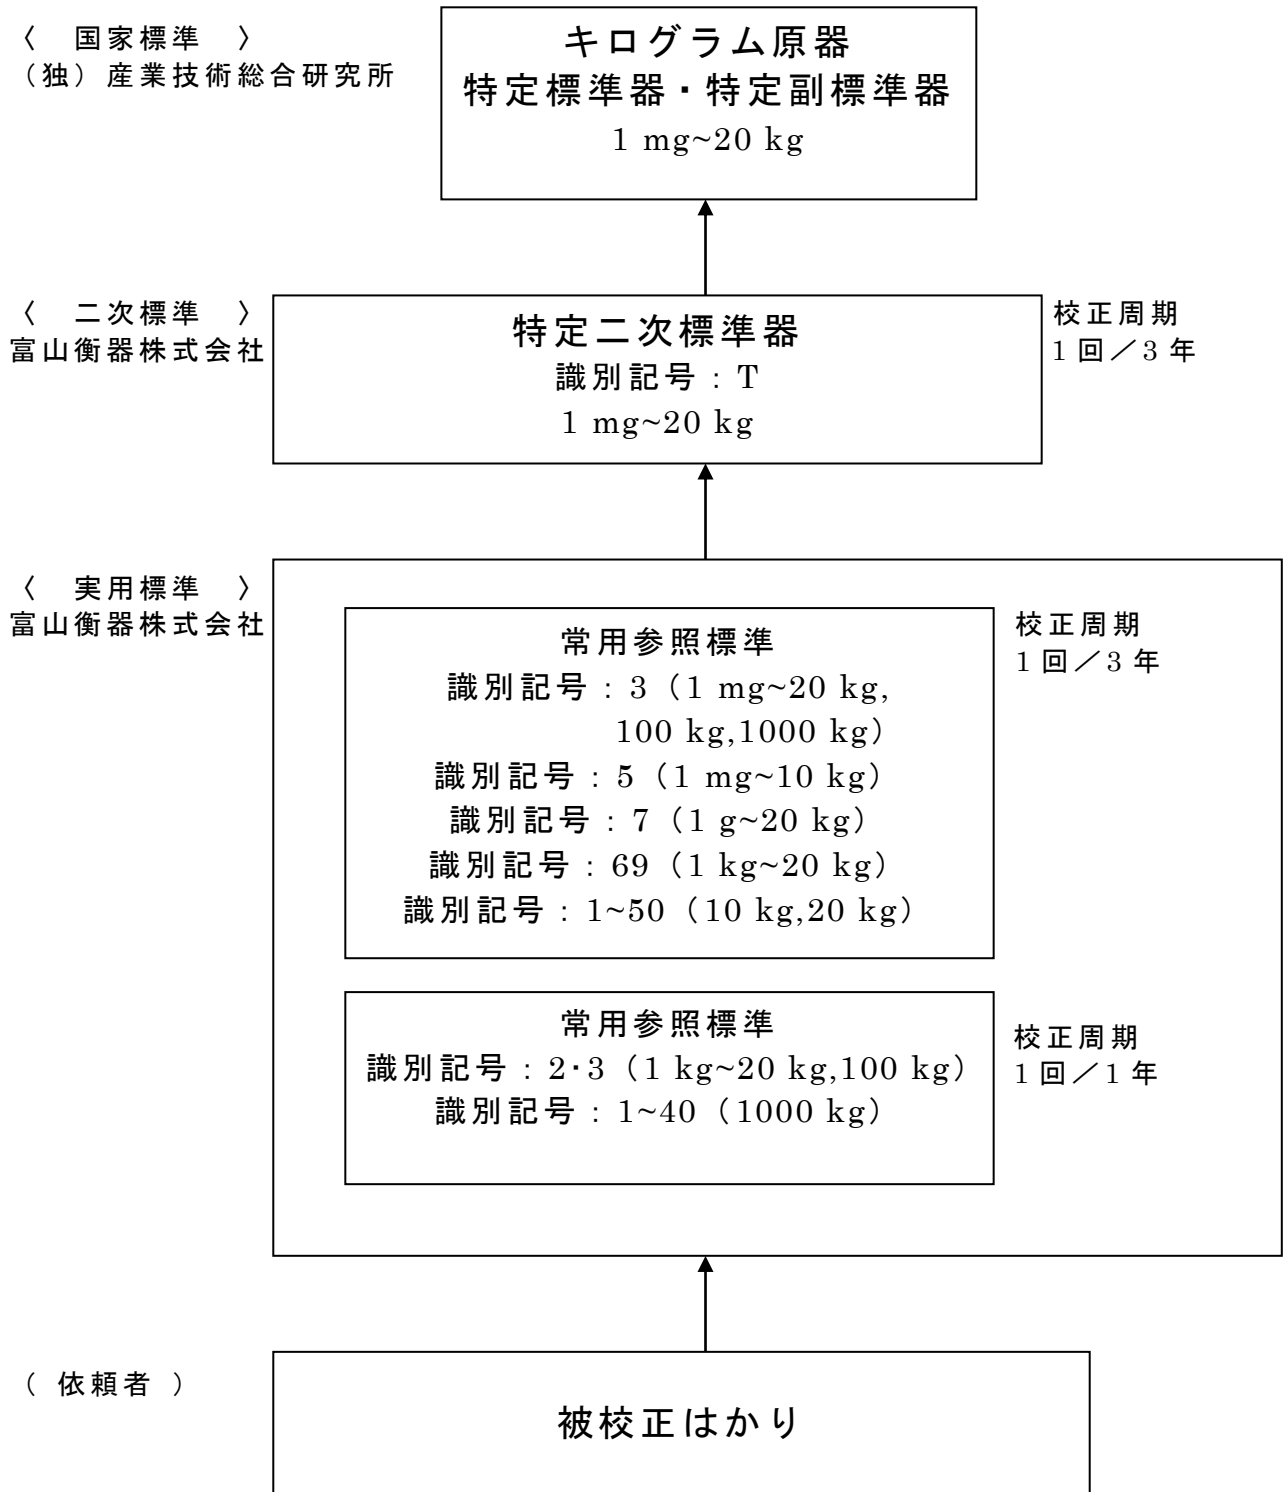 〈 国家標準 〉
（独）産業技術総合研究所
キログラム原器
特定標準器・特定副標準器
1 mg~20 kg
〈 二次標準 〉
富山衡器株式会社
特定二次標準器
識別記号：T
1 mg~20 kg
校正周期
1回／3年
〈 実用標準 〉
富山衡器株式会社
常用参照標準
識別記号：3（1 mg~20 kg,
100 kg,1000 kg）
識別記号：5（1 mg~10 kg）
識別記号：7（1 g~20 kg）
識別記号：69（1 kg~20 kg）
識別記号：1~50（10 kg,20 kg）
校正周期
1回／3年
常用参照標準
識別記号：2・3（1 kg~20 kg,100 kg）
識別記号：1~40（1000 kg）
校正周期
1回／1年
（ 依頼者 ）
被校正はかり